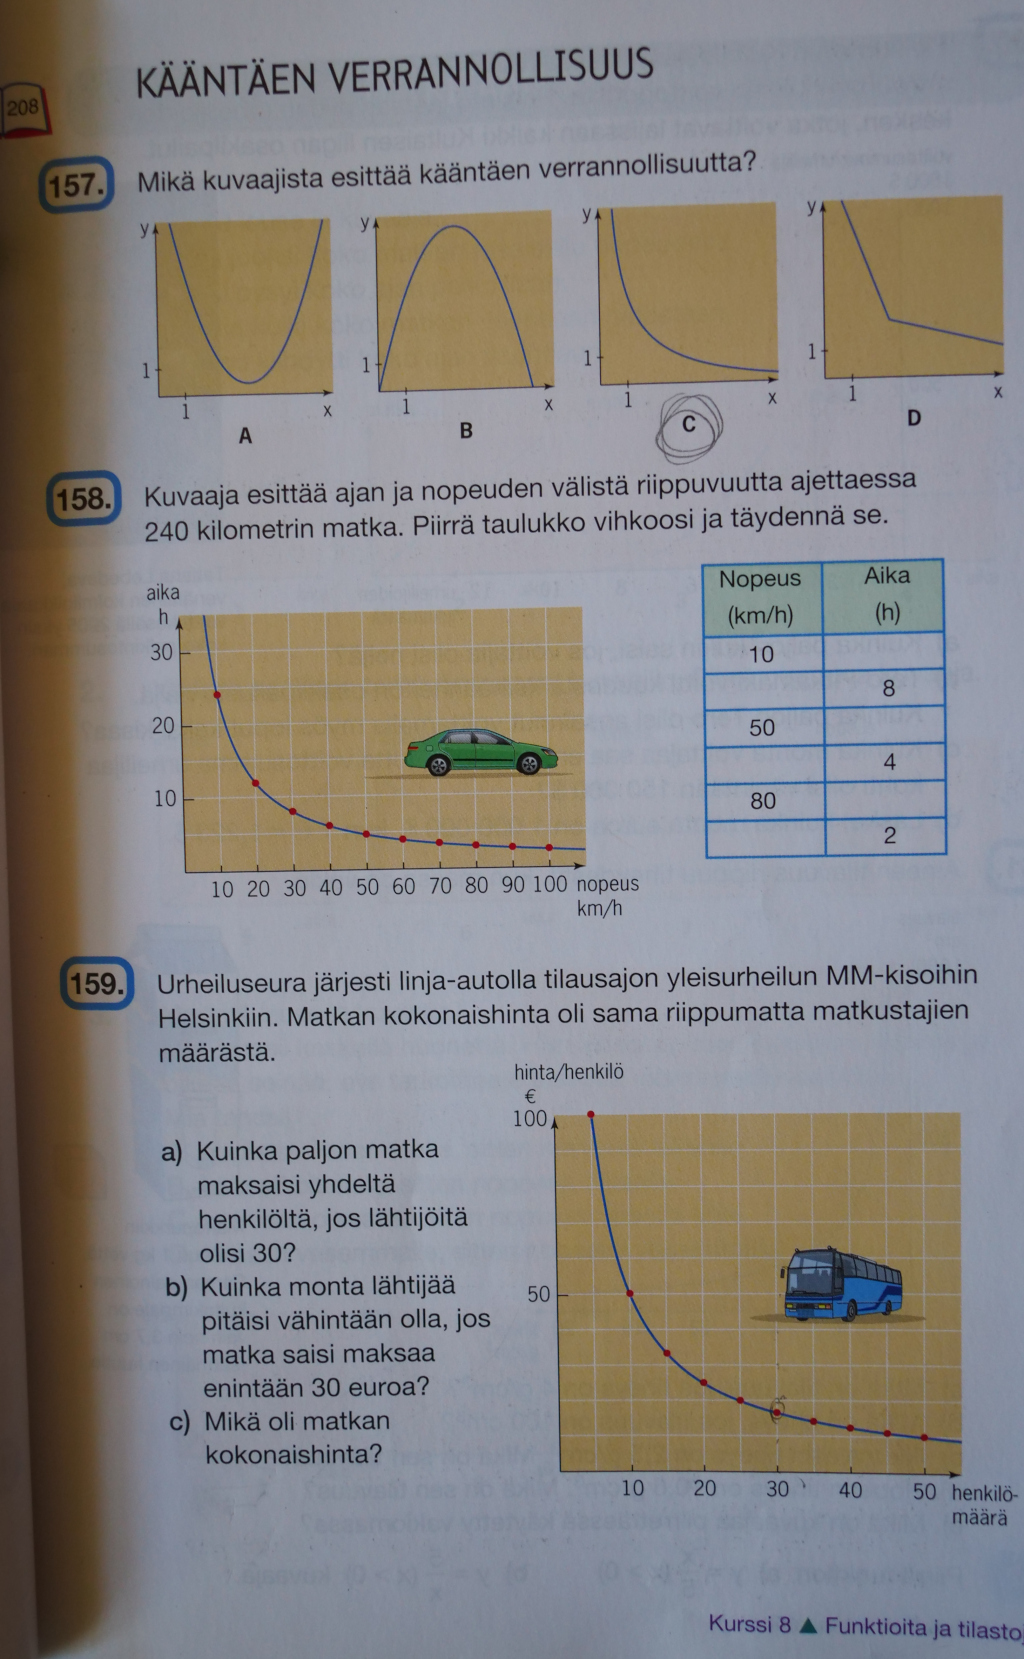 208
KÄÄNTÄEN VERRANNOLLISUUS
157. Mikä kuvaajista esittää kääntäen verrannollisuutta?
y 1 1 x A
y 1 1 x B
y 1 1 x C
y 1 1 x D
158. Kuvaaja esittää ajan ja nopeuden välistä riippuvuutta ajettaessa
240 kilometrin matka. Piirrä taulukko vihkoosi ja täydennä se.
aika
h
30
20
10
10 20 30 40 50 60 70 80 90 100 nopeus
km/h
Nopeus Aika
(km/h) (h)
10
8
50
4
80
2
159. Urheiluseura järjesti linja-autolla tilausajon yleisurheilun MM-kisoihin
Helsinkiin. Matkan kokonaishinta oli sama riippumatta matkustajien
määrästä.
a) Kuinka paljon matka
maksaisi yhdeltä
henkilöltä, jos lähtijöitä
olisi 30?
b) Kuinka monta lähtijää
pitäisi vähintään olla, jos
matka saisi maksaa
enintään 30 euroa?
c) Mikä oli matkan
kokonaishinta?
hinta/henkilö
€
100
50
10 20 30 40 50 henkilö-
määrä
Kurssi 8 ▲ Funktioita ja tilastoj